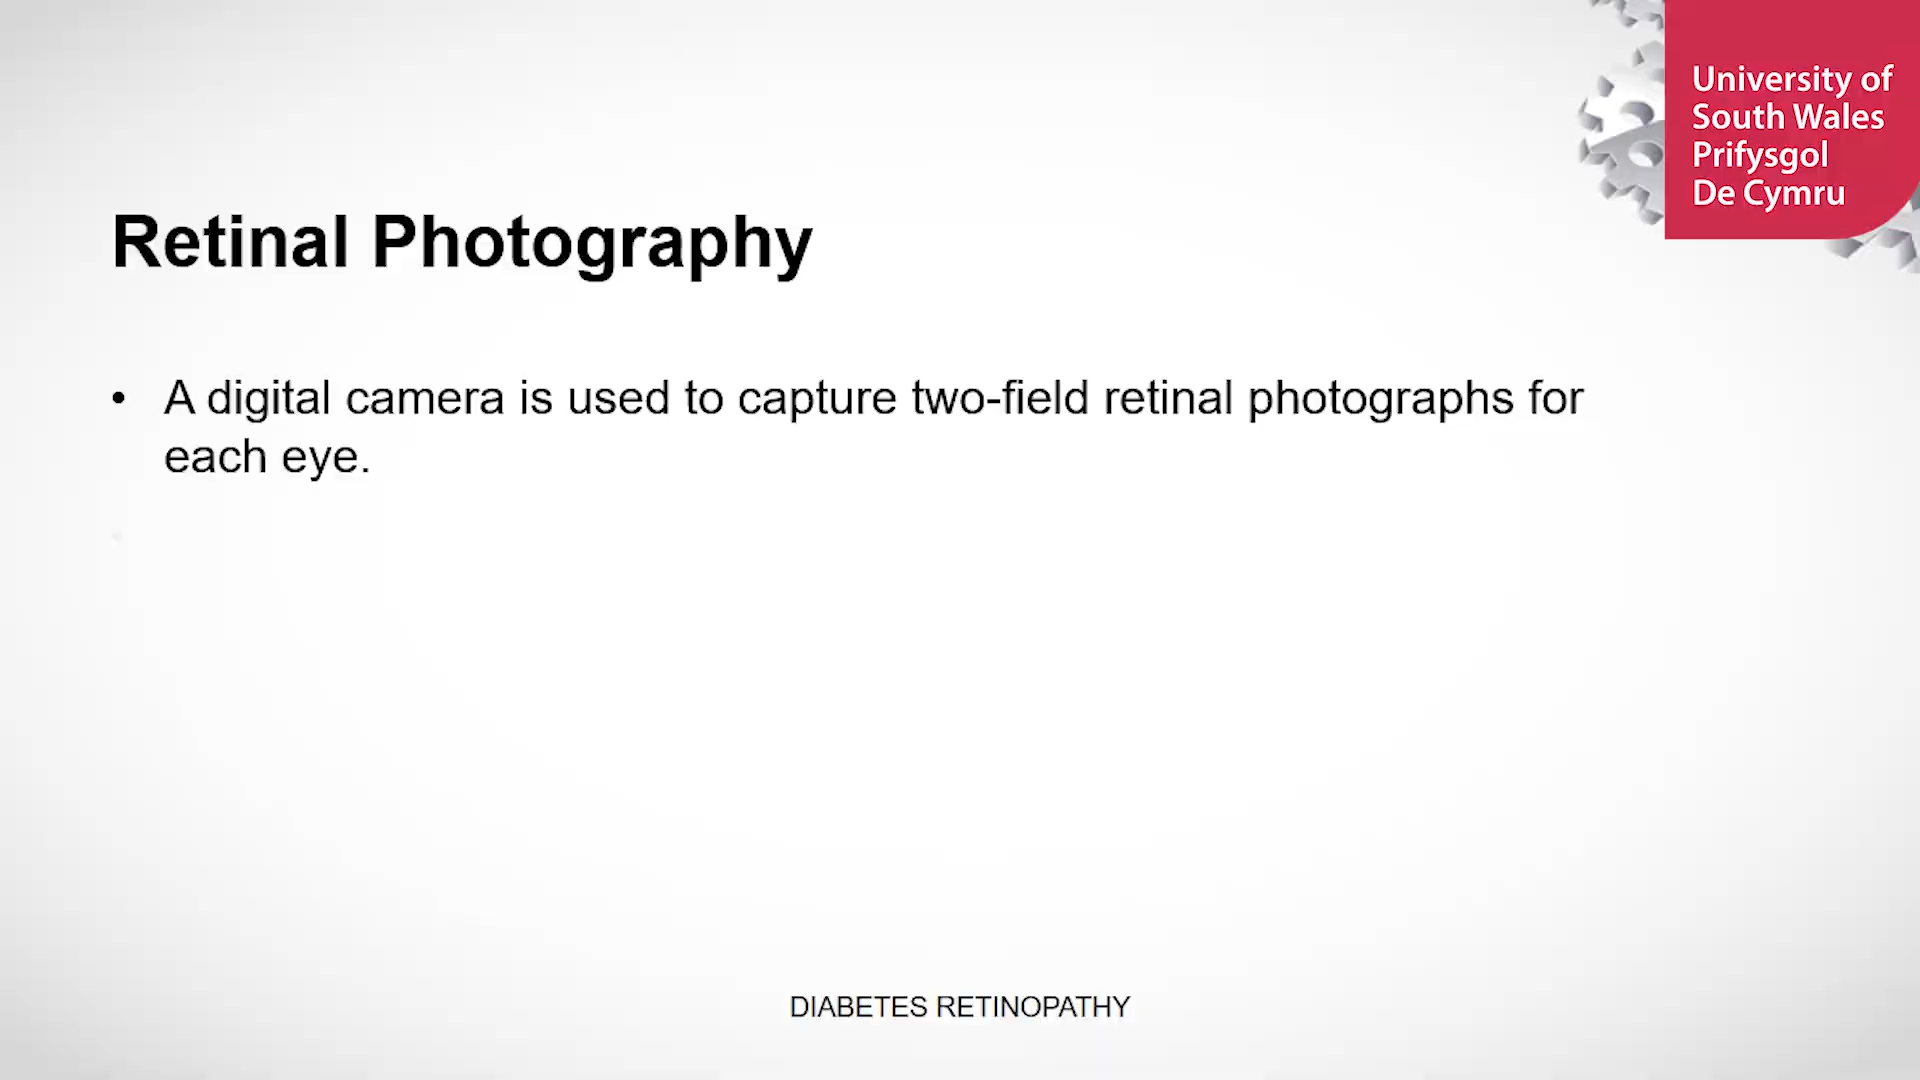 University of
South Wales
Prifysgol
De Cymru
Retinal Photography
• A digital camera is used to capture two-field retinal photographs for
each eye.
DIABETES RETINOPATHY